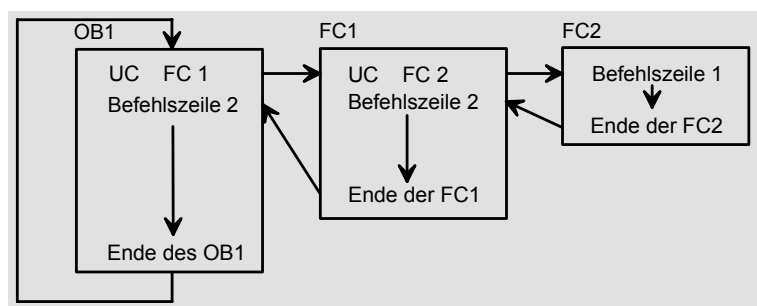 OB1
UC FC 1
Befehlszeile 2
Ende des OB1
FC1
UC FC 2
Befehlszeile 2
Ende der FC1
FC2
Befehlszeile 1
Ende der FC2